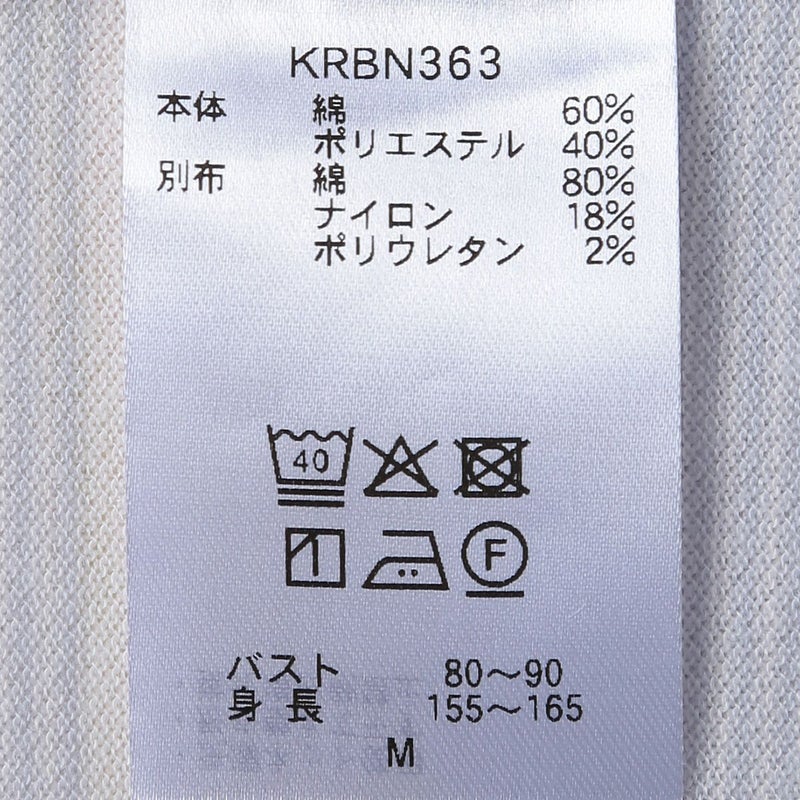 KRBN363
本体 綿 60%
ポリエステル 40%
別布 綿 80%
ナイロン 18%
ポリウレタン 2%
40
F
バスト 80〜90
身長 155〜165
M